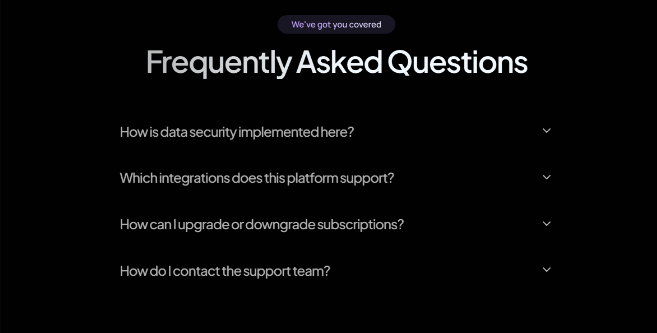 We've got you covered
Frequently Asked Questions
How is data security implemented here?
Which integrations does this platform support?
How can I upgrade or downgrade subscriptions?
How do I contact the support team?